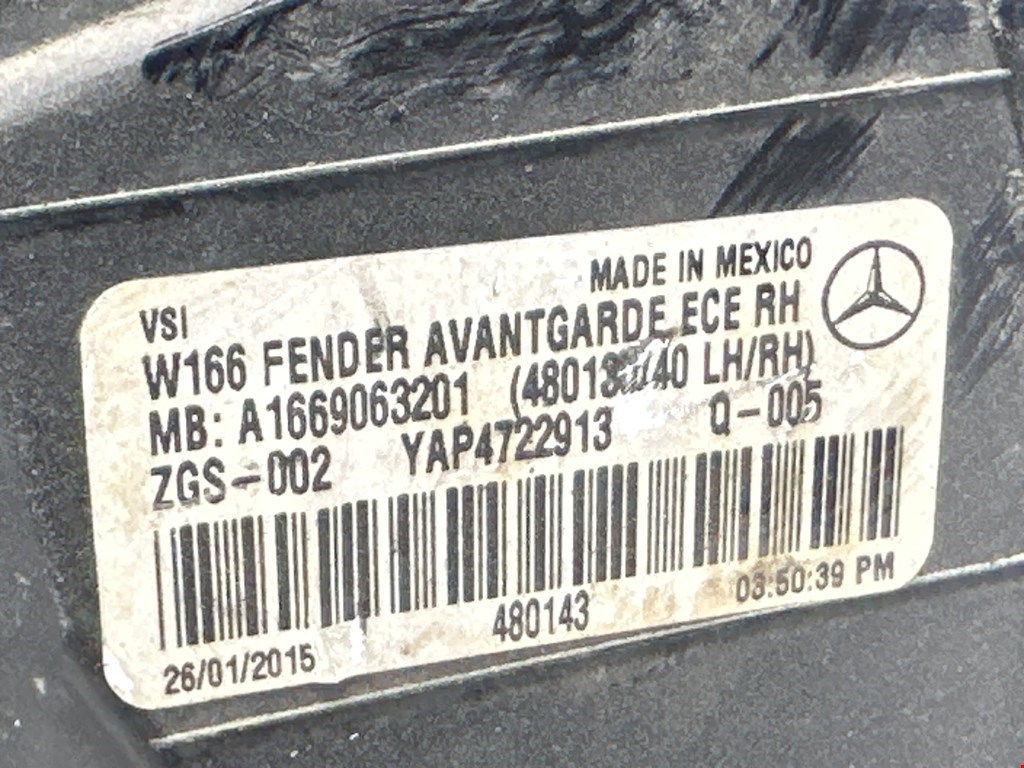 MADE IN MEXICO
VSI
W166 FENDER AVANTGARDE ECE RH
MB: A1669063201 /40 LH/RH)
ZGS-002 YAP4722913 Q-005
480143
26/01/2015 03:50:39 PM